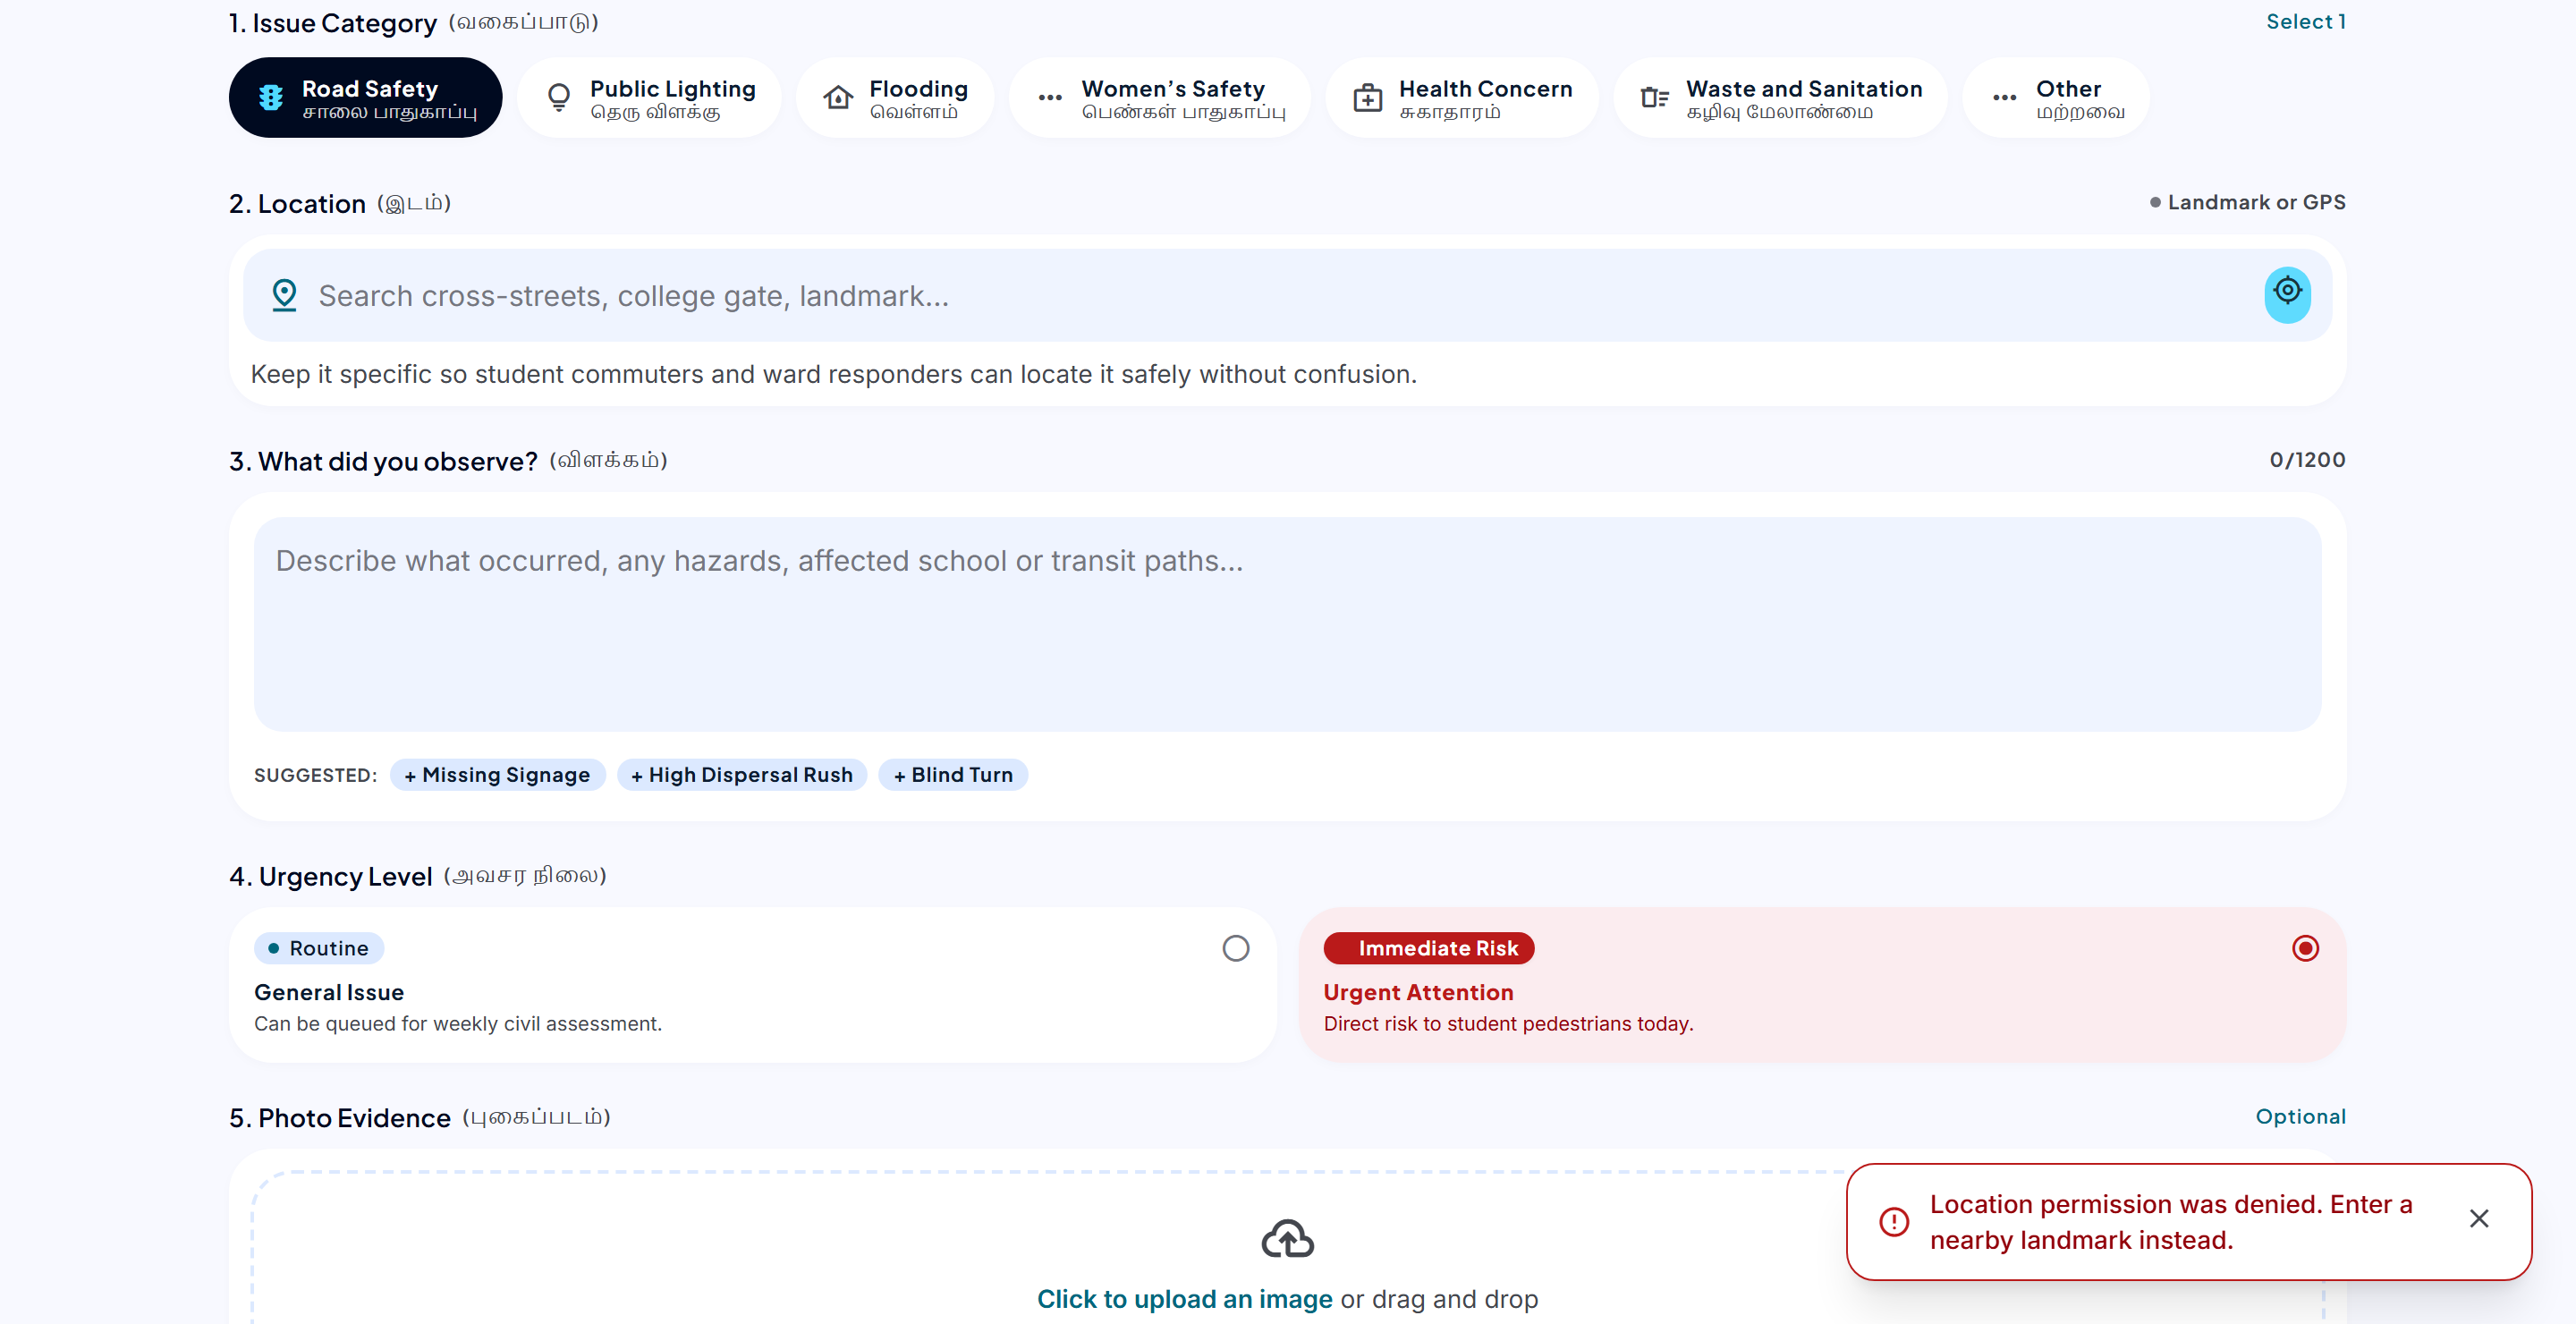 1. Issue Category (வகைப்பாடு)
Select 1
Road Safety
சாலை பாதுகாப்பு
Public Lighting
தெரு விளக்கு
Flooding
வெள்ளம்
Women’s Safety
பெண்கள் பாதுகாப்பு
Health Concern
சுகாதாரம்
Waste and Sanitation
கழிவு மேலாண்மை
Other
மற்றவை
2. Location (இடம்)
Landmark or GPS
Search cross-streets, college gate, landmark...
Keep it specific so student commuters and ward responders can locate it safely without confusion.
3. What did you observe? (விளக்கம்)
0/1200
Describe what occurred, any hazards, affected school or transit paths...
SUGGESTED: + Missing Signage + High Dispersal Rush + Blind Turn
4. Urgency Level (அவசர நிலை)
Routine
General Issue
Can be queued for weekly civil assessment.
Immediate Risk
Urgent Attention
Direct risk to student pedestrians today.
5. Photo Evidence (புகைப்படம்)
Optional
Click to upload an image or drag and drop
Location permission was denied. Enter a
nearby landmark instead.